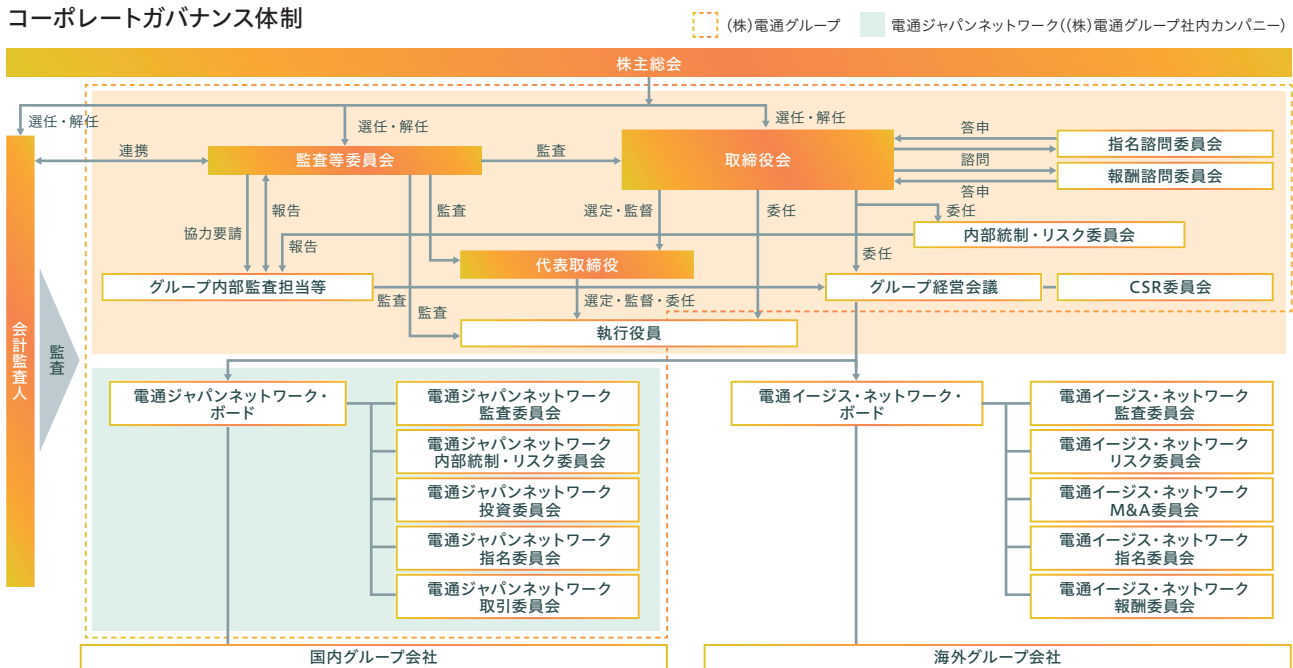 コーポレートガバナンス体制
(株)電通グループ
電通ジャパンネットワーク((株)電通グループ社内カンパニー)
株主総会
選任・解任
選任・解任
選任・解任
連携
監査等委員会
監査
取締役会
答申
指名諮問委員会
諮問
報酬諮問委員会
答申
報告
監査
選定・監督
委任
委任
協力要請
報告
内部統制・リスク委員会
委任
代表取締役
グループ内部監査担当等
監査
監査
選定・監督・委任
グループ経営会議
CSR委員会
執行役員
会計監査人
監査
電通ジャパンネットワーク・
ボード
電通ジャパンネットワーク
監査委員会
電通ジャパンネットワーク
内部統制・リスク委員会
電通ジャパンネットワーク
投資委員会
電通ジャパンネットワーク
指名委員会
電通ジャパンネットワーク
取引委員会
電通イージス・ネットワーク・
ボード
電通イージス・ネットワーク
監査委員会
電通イージス・ネットワーク
リスク委員会
電通イージス・ネットワーク
M&A委員会
電通イージス・ネットワーク
指名委員会
電通イージス・ネットワーク
報酬委員会
国内グループ会社
海外グループ会社